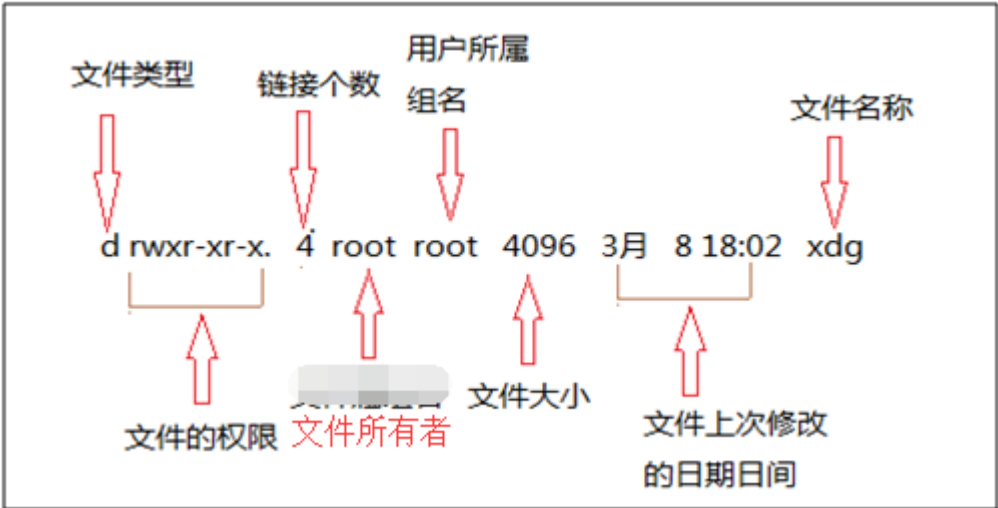 文件类型
链接个数
用户所属
组名
文件名称
d rwxr-xr-x. 4 root root 4096 3月 8 18:02 xdg
文件的权限
文件所有者
文件大小
文件上次修改
的日期日间